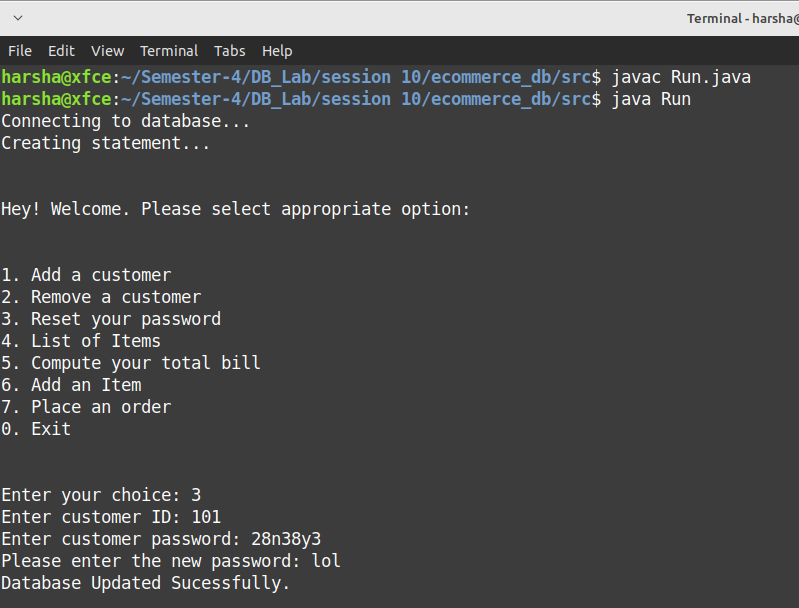 Terminal - harsha@
File Edit View Terminal Tabs Help
harsha@xfce:~/Semester-4/DB_Lab/session 10/ecommerce_db/src$ javac Run.java
harsha@xfce:~/Semester-4/DB_Lab/session 10/ecommerce_db/src$ java Run
Connecting to database...
Creating statement...
Hey! Welcome. Please select appropriate option:
1. Add a customer
2. Remove a customer
3. Reset your password
4. List of Items
5. Compute your total bill
6. Add an Item
7. Place an order
0. Exit
Enter your choice: 3
Enter customer ID: 101
Enter customer password: 28n38y3
Please enter the new password: lol
Database Updated Sucessfully.